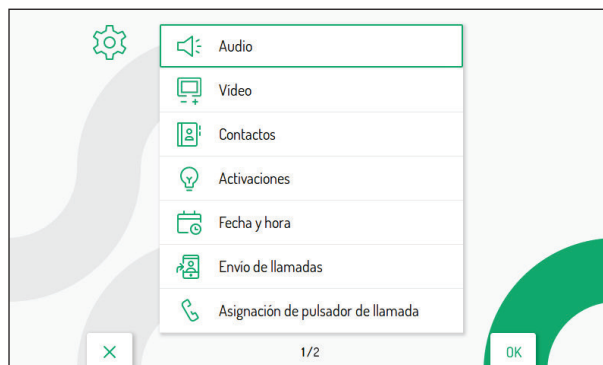 Audio
Video
Contactos
Activaciones
Fecha y hora
Envío de llamadas
Asignación de pulsador de llamada
1/2
OK